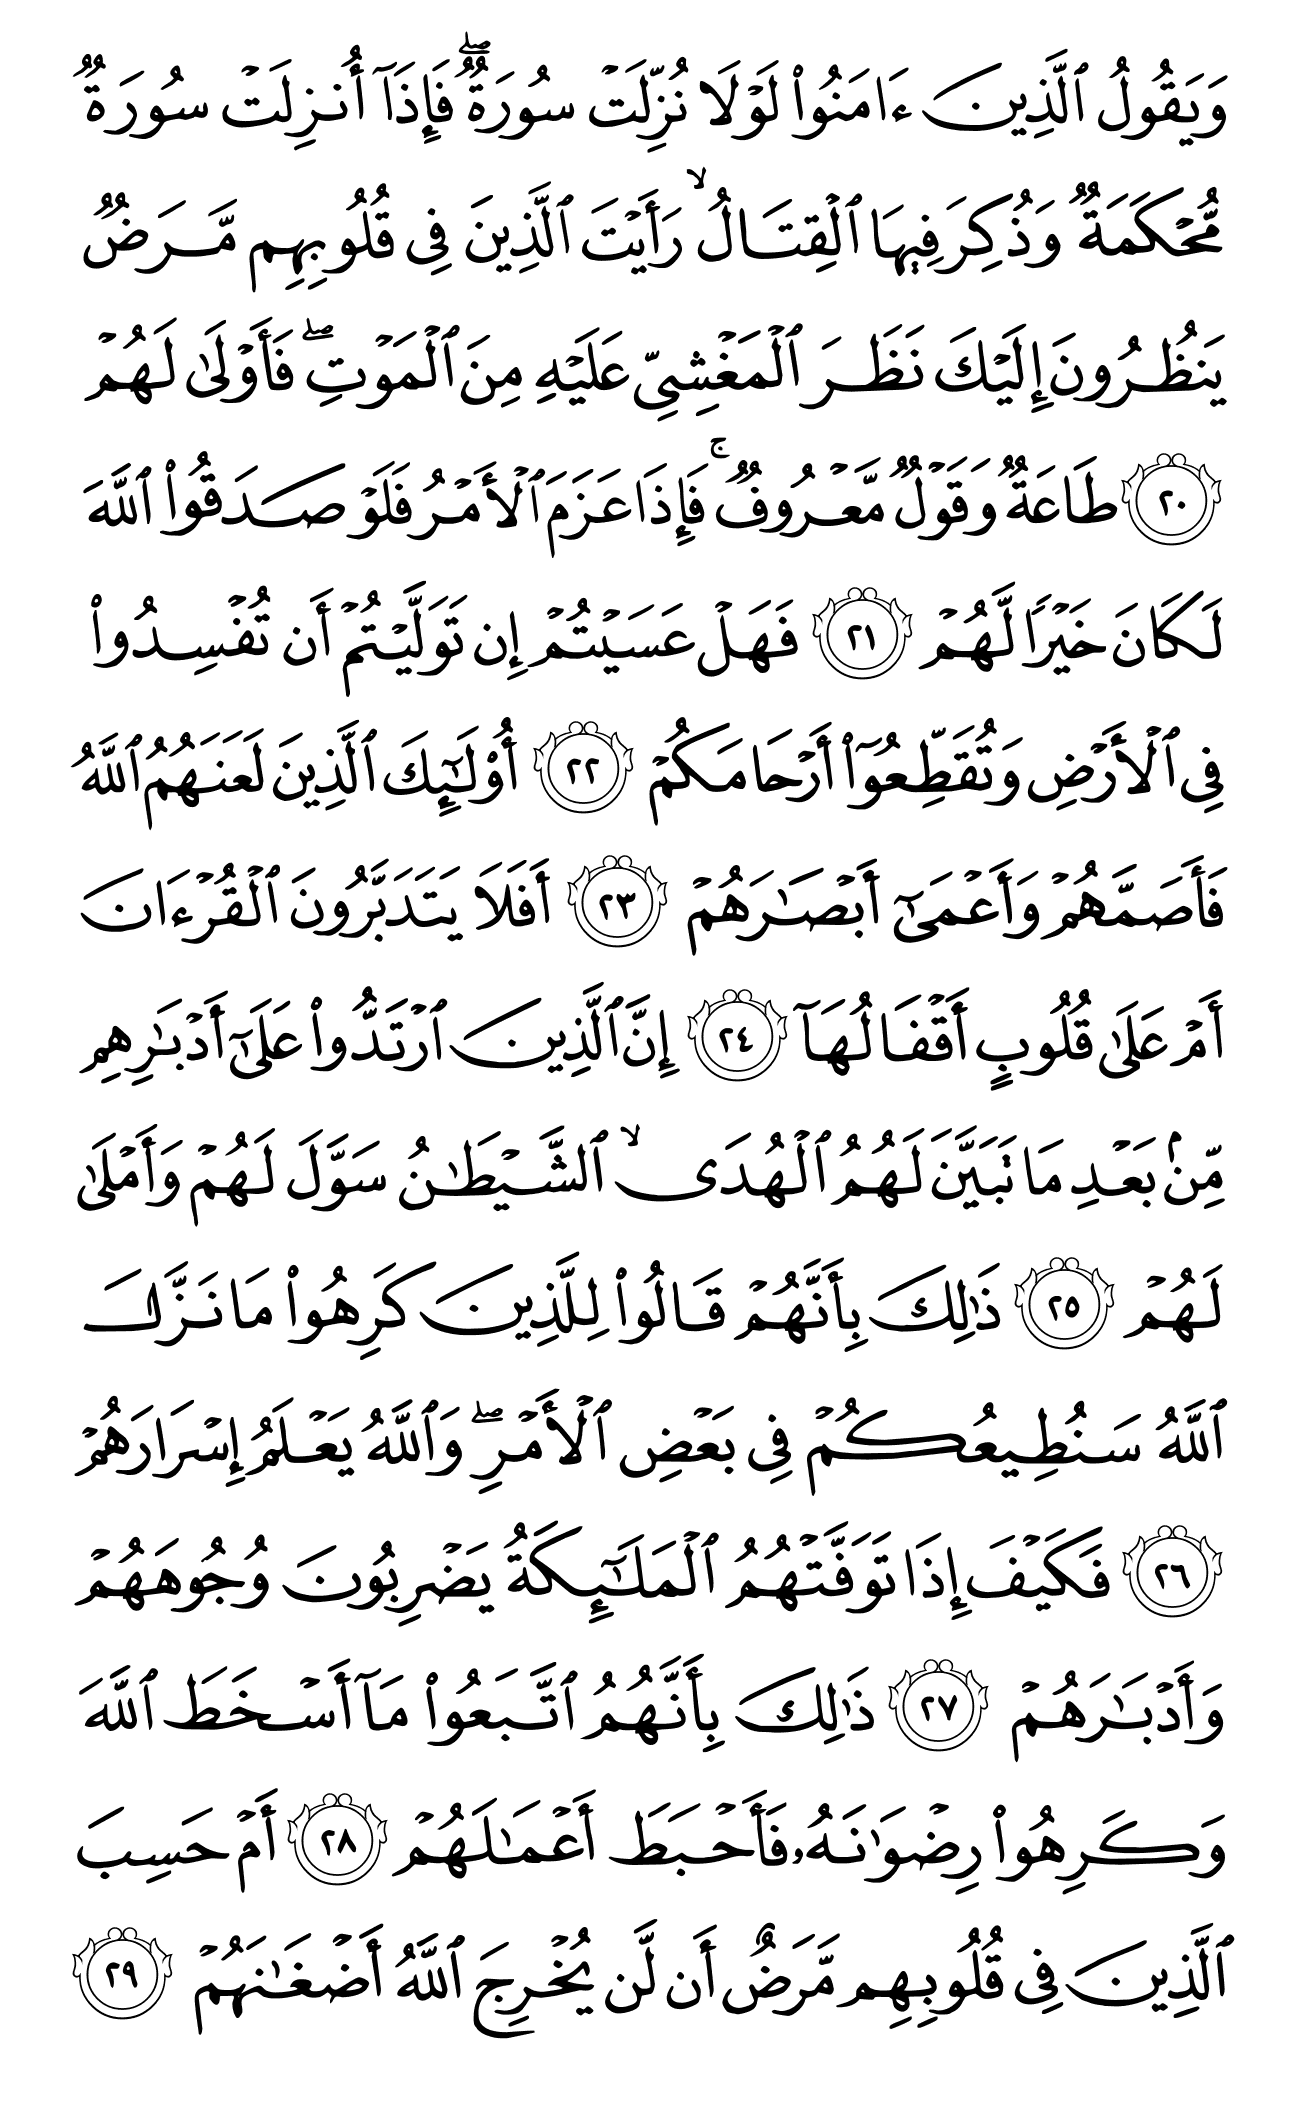 وَيَقُولُ ٱلَّذِينَ ءَامَنُوا۟ لَوْلَا نُزِّلَتْ سُورَةٌ ۖ فَإِذَآ أُنزِلَتْ سُورَةٌ
مُّحْكَمَةٌ وَذُكِرَ فِيهَا ٱلْقِتَالُ ۙ رَأَيْتَ ٱلَّذِينَ فِى قُلُوبِهِم مَّرَضٌ
يَنظُرُونَ إِلَيْكَ نَظَرَ ٱلْمَغْشِىِّ عَلَيْهِ مِنَ ٱلْمَوْتِ ۖ فَأَوْلَىٰ لَهُمْ
٢٠ طَاعَةٌ وَقَوْلٌ مَّعْرُوفٌ ۚ فَإِذَا عَزَمَ ٱلْأَمْرُ فَلَوْ صَدَقُوا۟ ٱللَّهَ
لَكَانَ خَيْرًا لَّهُمْ ٢١ فَهَلْ عَسَيْتُمْ إِن تَوَلَّيْتُمْ أَن تُفْسِدُوا۟
فِى ٱلْأَرْضِ وَتُقَطِّعُوٓا۟ أَرْحَامَكُمْ ٢٢ أُو۟لَـٰٓئِكَ ٱلَّذِينَ لَعَنَهُمُ ٱللَّهُ
فَأَصَمَّهُمْ وَأَعْمَىٰٓ أَبْصَـٰرَهُمْ ٢٣ أَفَلَا يَتَدَبَّرُونَ ٱلْقُرْءَانَ
أَمْ عَلَىٰ قُلُوبٍ أَقْفَالُهَآ ٢٤ إِنَّ ٱلَّذِينَ ٱرْتَدُّوا۟ عَلَىٰٓ أَدْبَـٰرِهِم
مِّنۢ بَعْدِ مَا تَبَيَّنَ لَهُمُ ٱلْهُدَى ۙ ٱلشَّيْطَـٰنُ سَوَّلَ لَهُمْ وَأَمْلَىٰ
لَهُمْ ٢٥ ذَٰلِكَ بِأَنَّهُمْ قَالُوا۟ لِلَّذِينَ كَرِهُوا۟ مَا نَزَّلَ
ٱللَّهُ سَنُطِيعُكُمْ فِى بَعْضِ ٱلْأَمْرِ ۖ وَٱللَّهُ يَعْلَمُ إِسْرَارَهُمْ
٢٦ فَكَيْفَ إِذَا تَوَفَّتْهُمُ ٱلْمَلَـٰٓئِكَةُ يَضْرِبُونَ وُجُوهَهُمْ
وَأَدْبَـٰرَهُمْ ٢٧ ذَٰلِكَ بِأَنَّهُمُ ٱتَّبَعُوا۟ مَآ أَسْخَطَ ٱللَّهَ
وَكَرِهُوا۟ رِضْوَٰنَهُۥ فَأَحْبَطَ أَعْمَـٰلَهُمْ ٢٨ أَمْ حَسِبَ
ٱلَّذِينَ فِى قُلُوبِهِم مَّرَضٌ أَن لَّن يُخْرِجَ ٱللَّهُ أَضْغَـٰنَهُمْ ٢٩